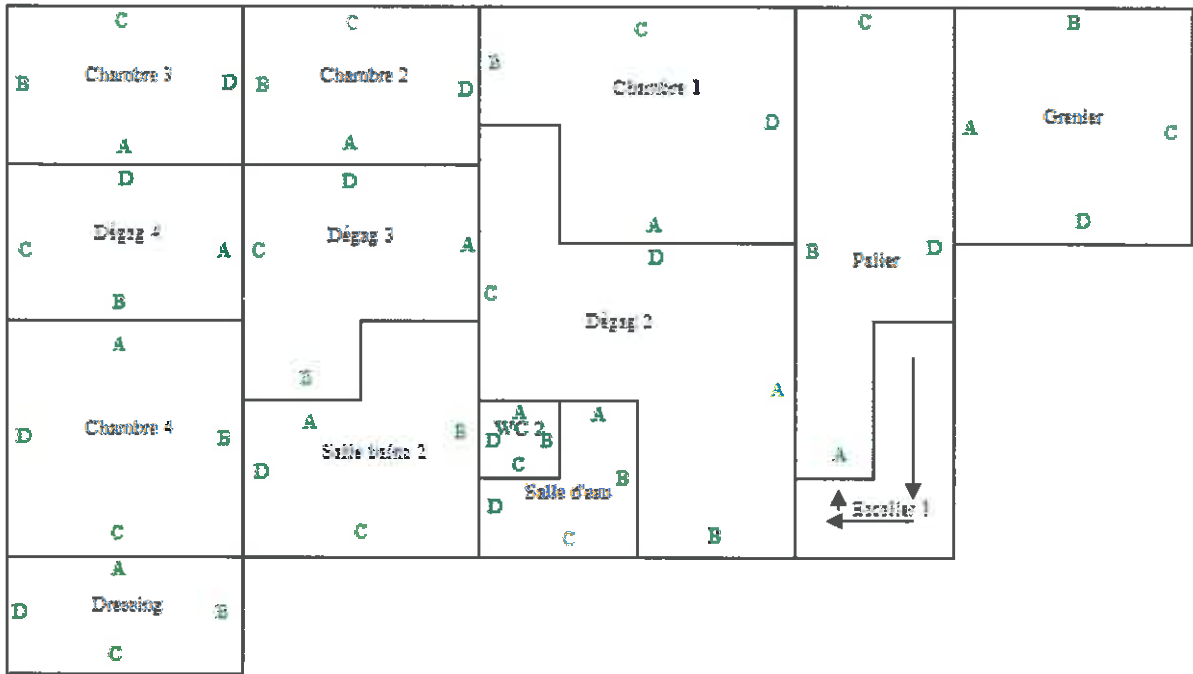 C C C C B
B Chambre 3 D B Chambre 2 D B Chambre 1 D Grenier
A C
A A
D D A D
C Dégag 4 A C Dégag 3 A D B Palier D
B C Dégag 2
A B A
A A A
D Chambre 4 B D Salle bains 2 B D WC 2 B A
C B
D Salle d'eau
C C C B Escalier 1
A
D Dressing B
C